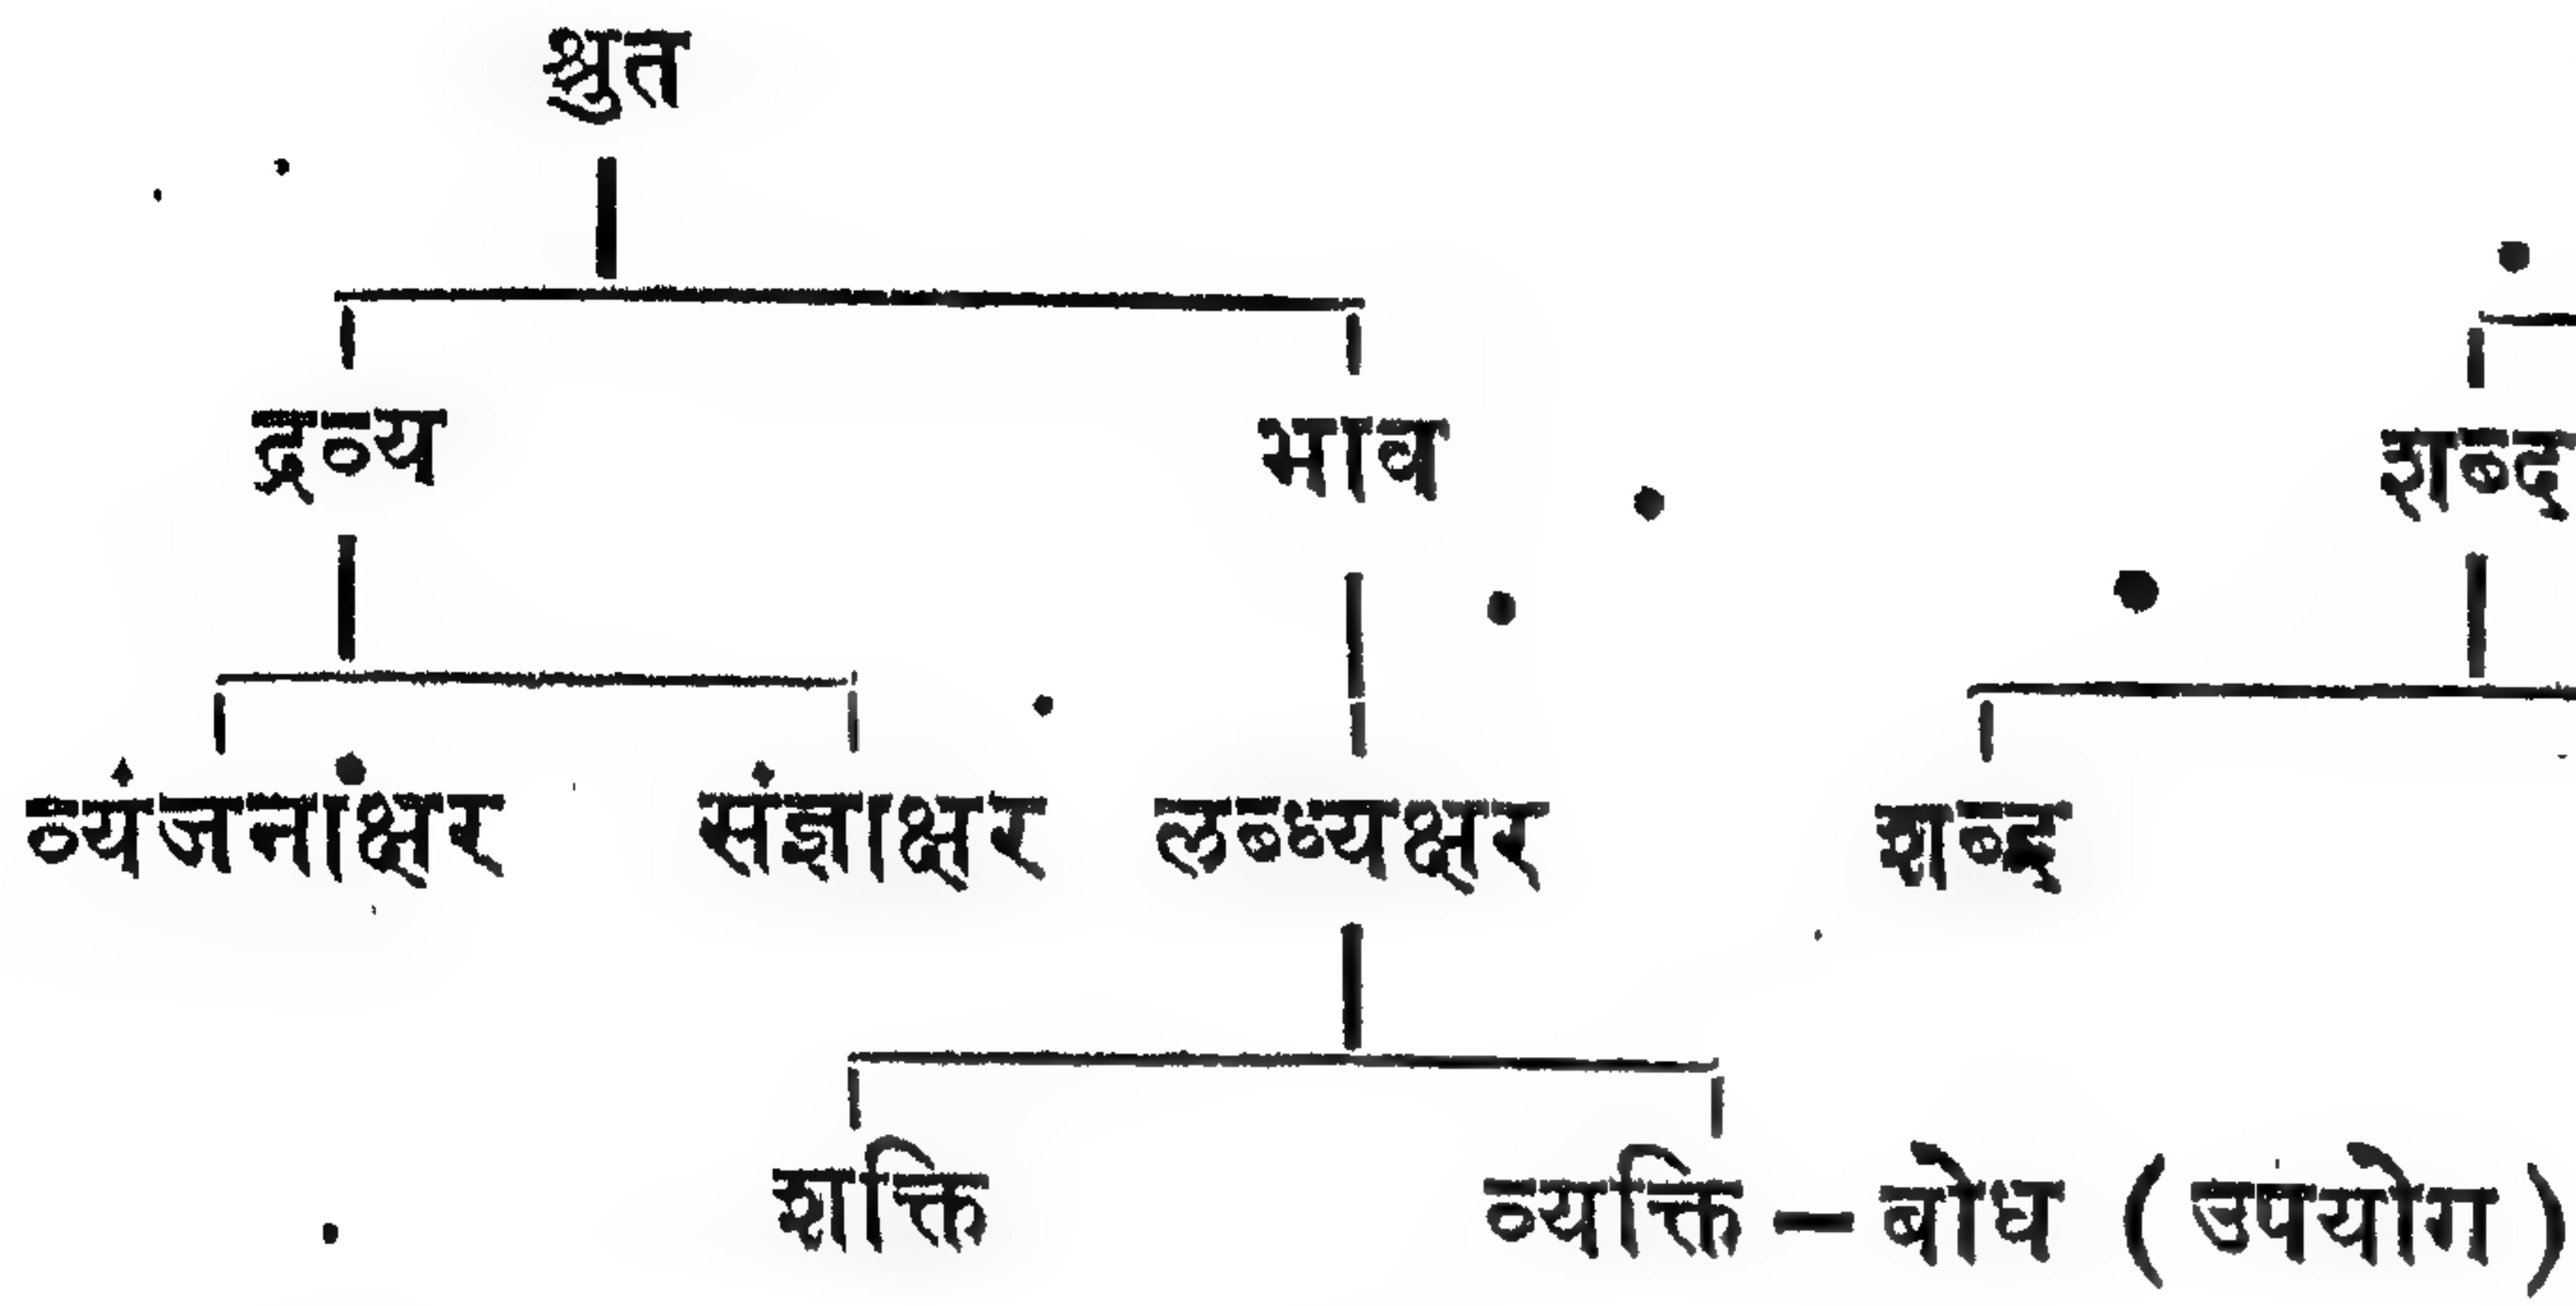 श्रुत
द्रव्य भाव शब्द
व्यंजनाक्षर संज्ञाक्षर लब्ध्यक्षर शब्द
शक्ति व्यक्ति – बोध ( उपयोग )